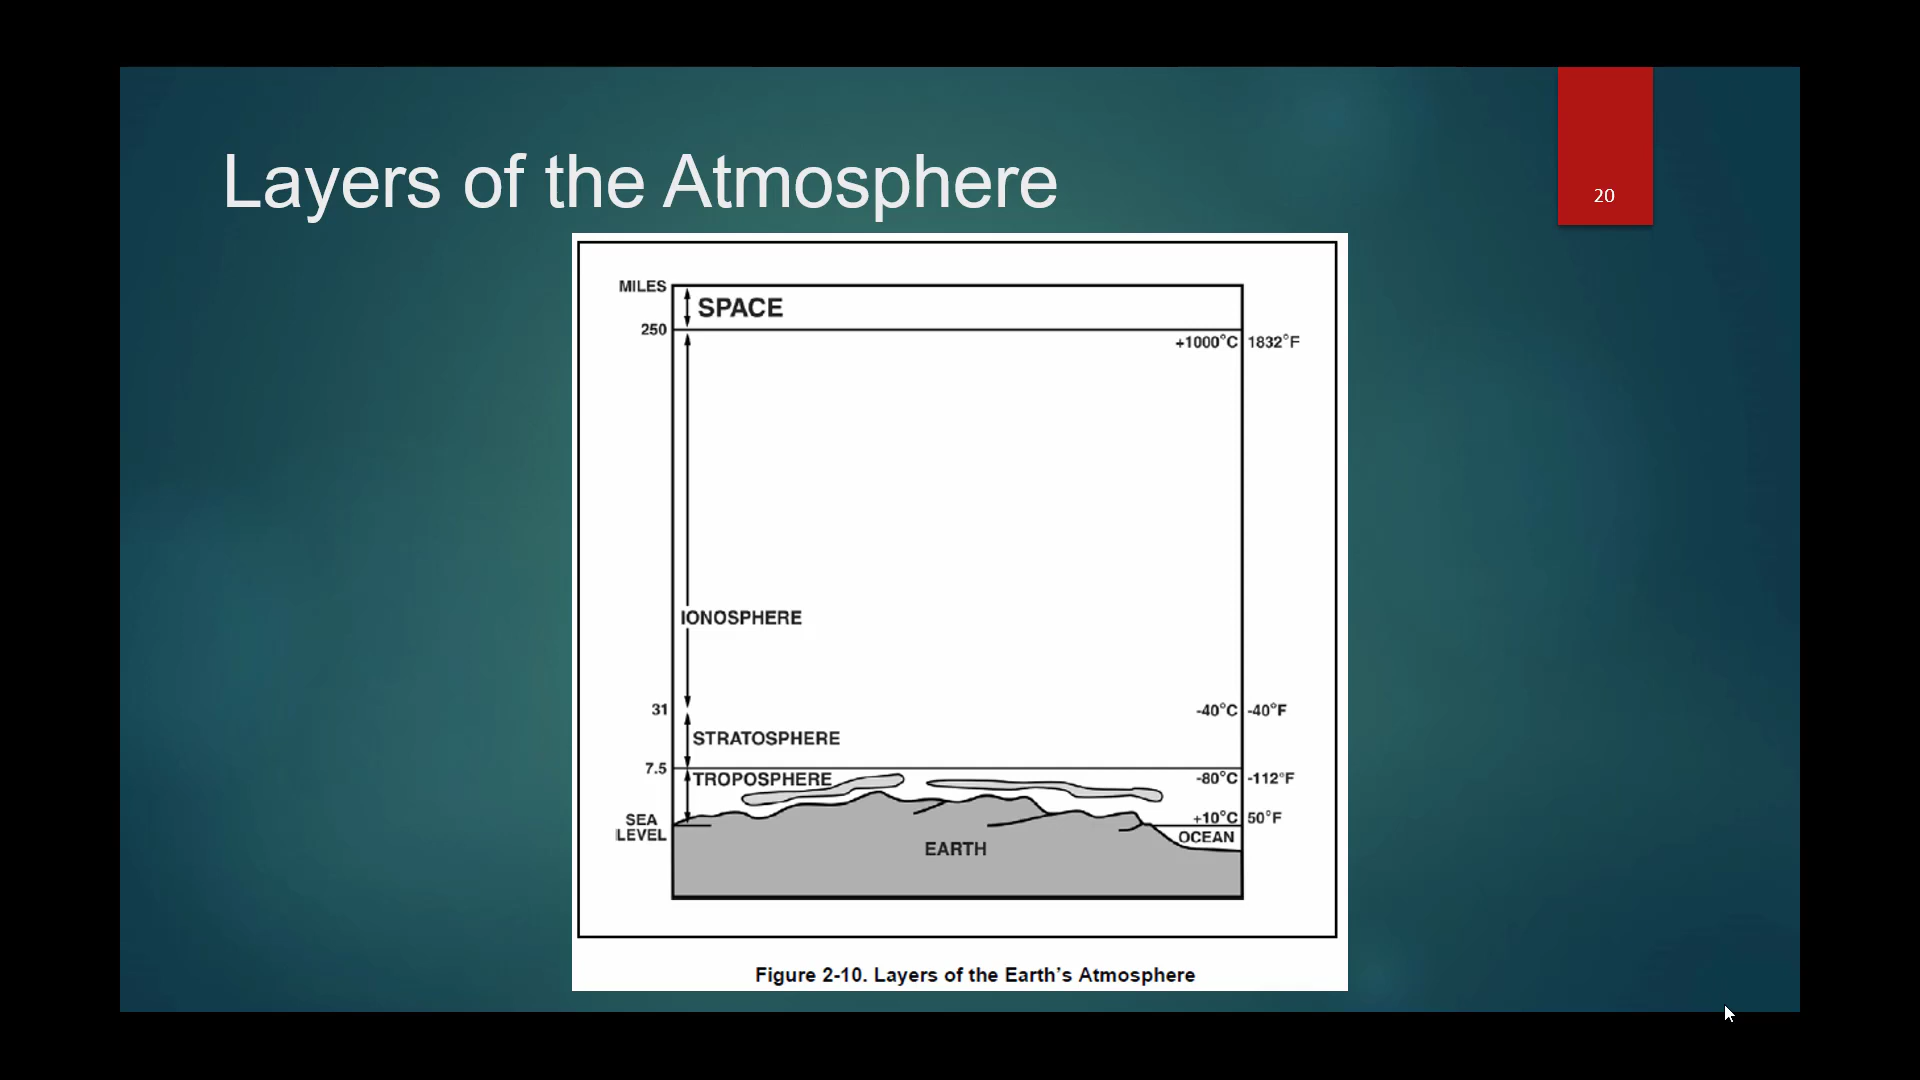 Layers of the Atmosphere
20
MILES
SPACE
250
+1000°C 1832°F
IONOSPHERE
31
-40°C -40°F
STRATOSPHERE
7.5
TROPOSPHERE
-80°C -112°F
SEA
LEVEL
+10°C 50°F
OCEAN
EARTH
Figure 2-10. Layers of the Earth's Atmosphere